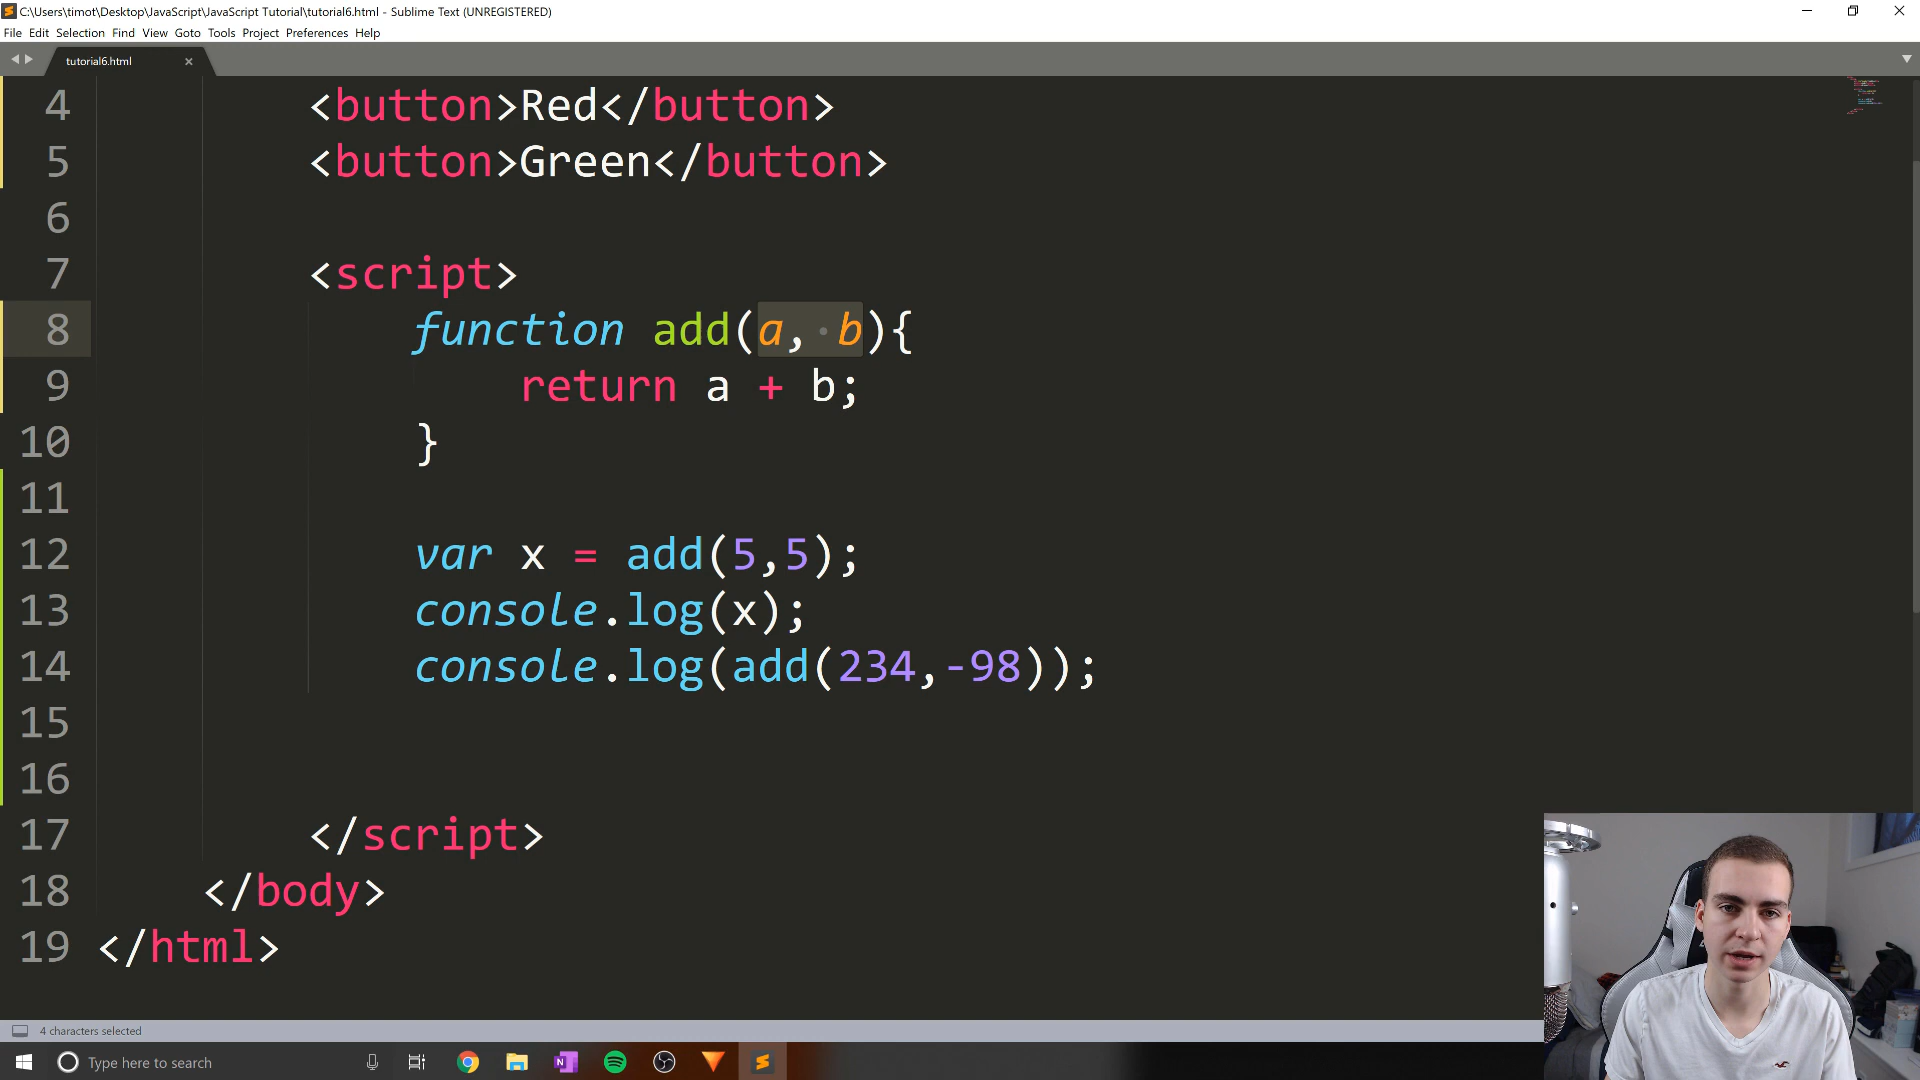 C:\Users\timot\Desktop\JavaScript\JavaScript Tutorial\tutorial6.html - Sublime Text (UNREGISTERED)
File Edit Selection Find View Goto Tools Project Preferences Help
tutorial6.html
4 <button>Red</button>
5 <button>Green</button>
6
7 <script>
8 function add(a, b){
9 return a + b;
10 }
11
12 var x = add(5,5);
13 console.log(x);
14 console.log(add(234,-98));
15
16
17 </script>
18 </body>
19 </html>
4 characters selected
Type here to search